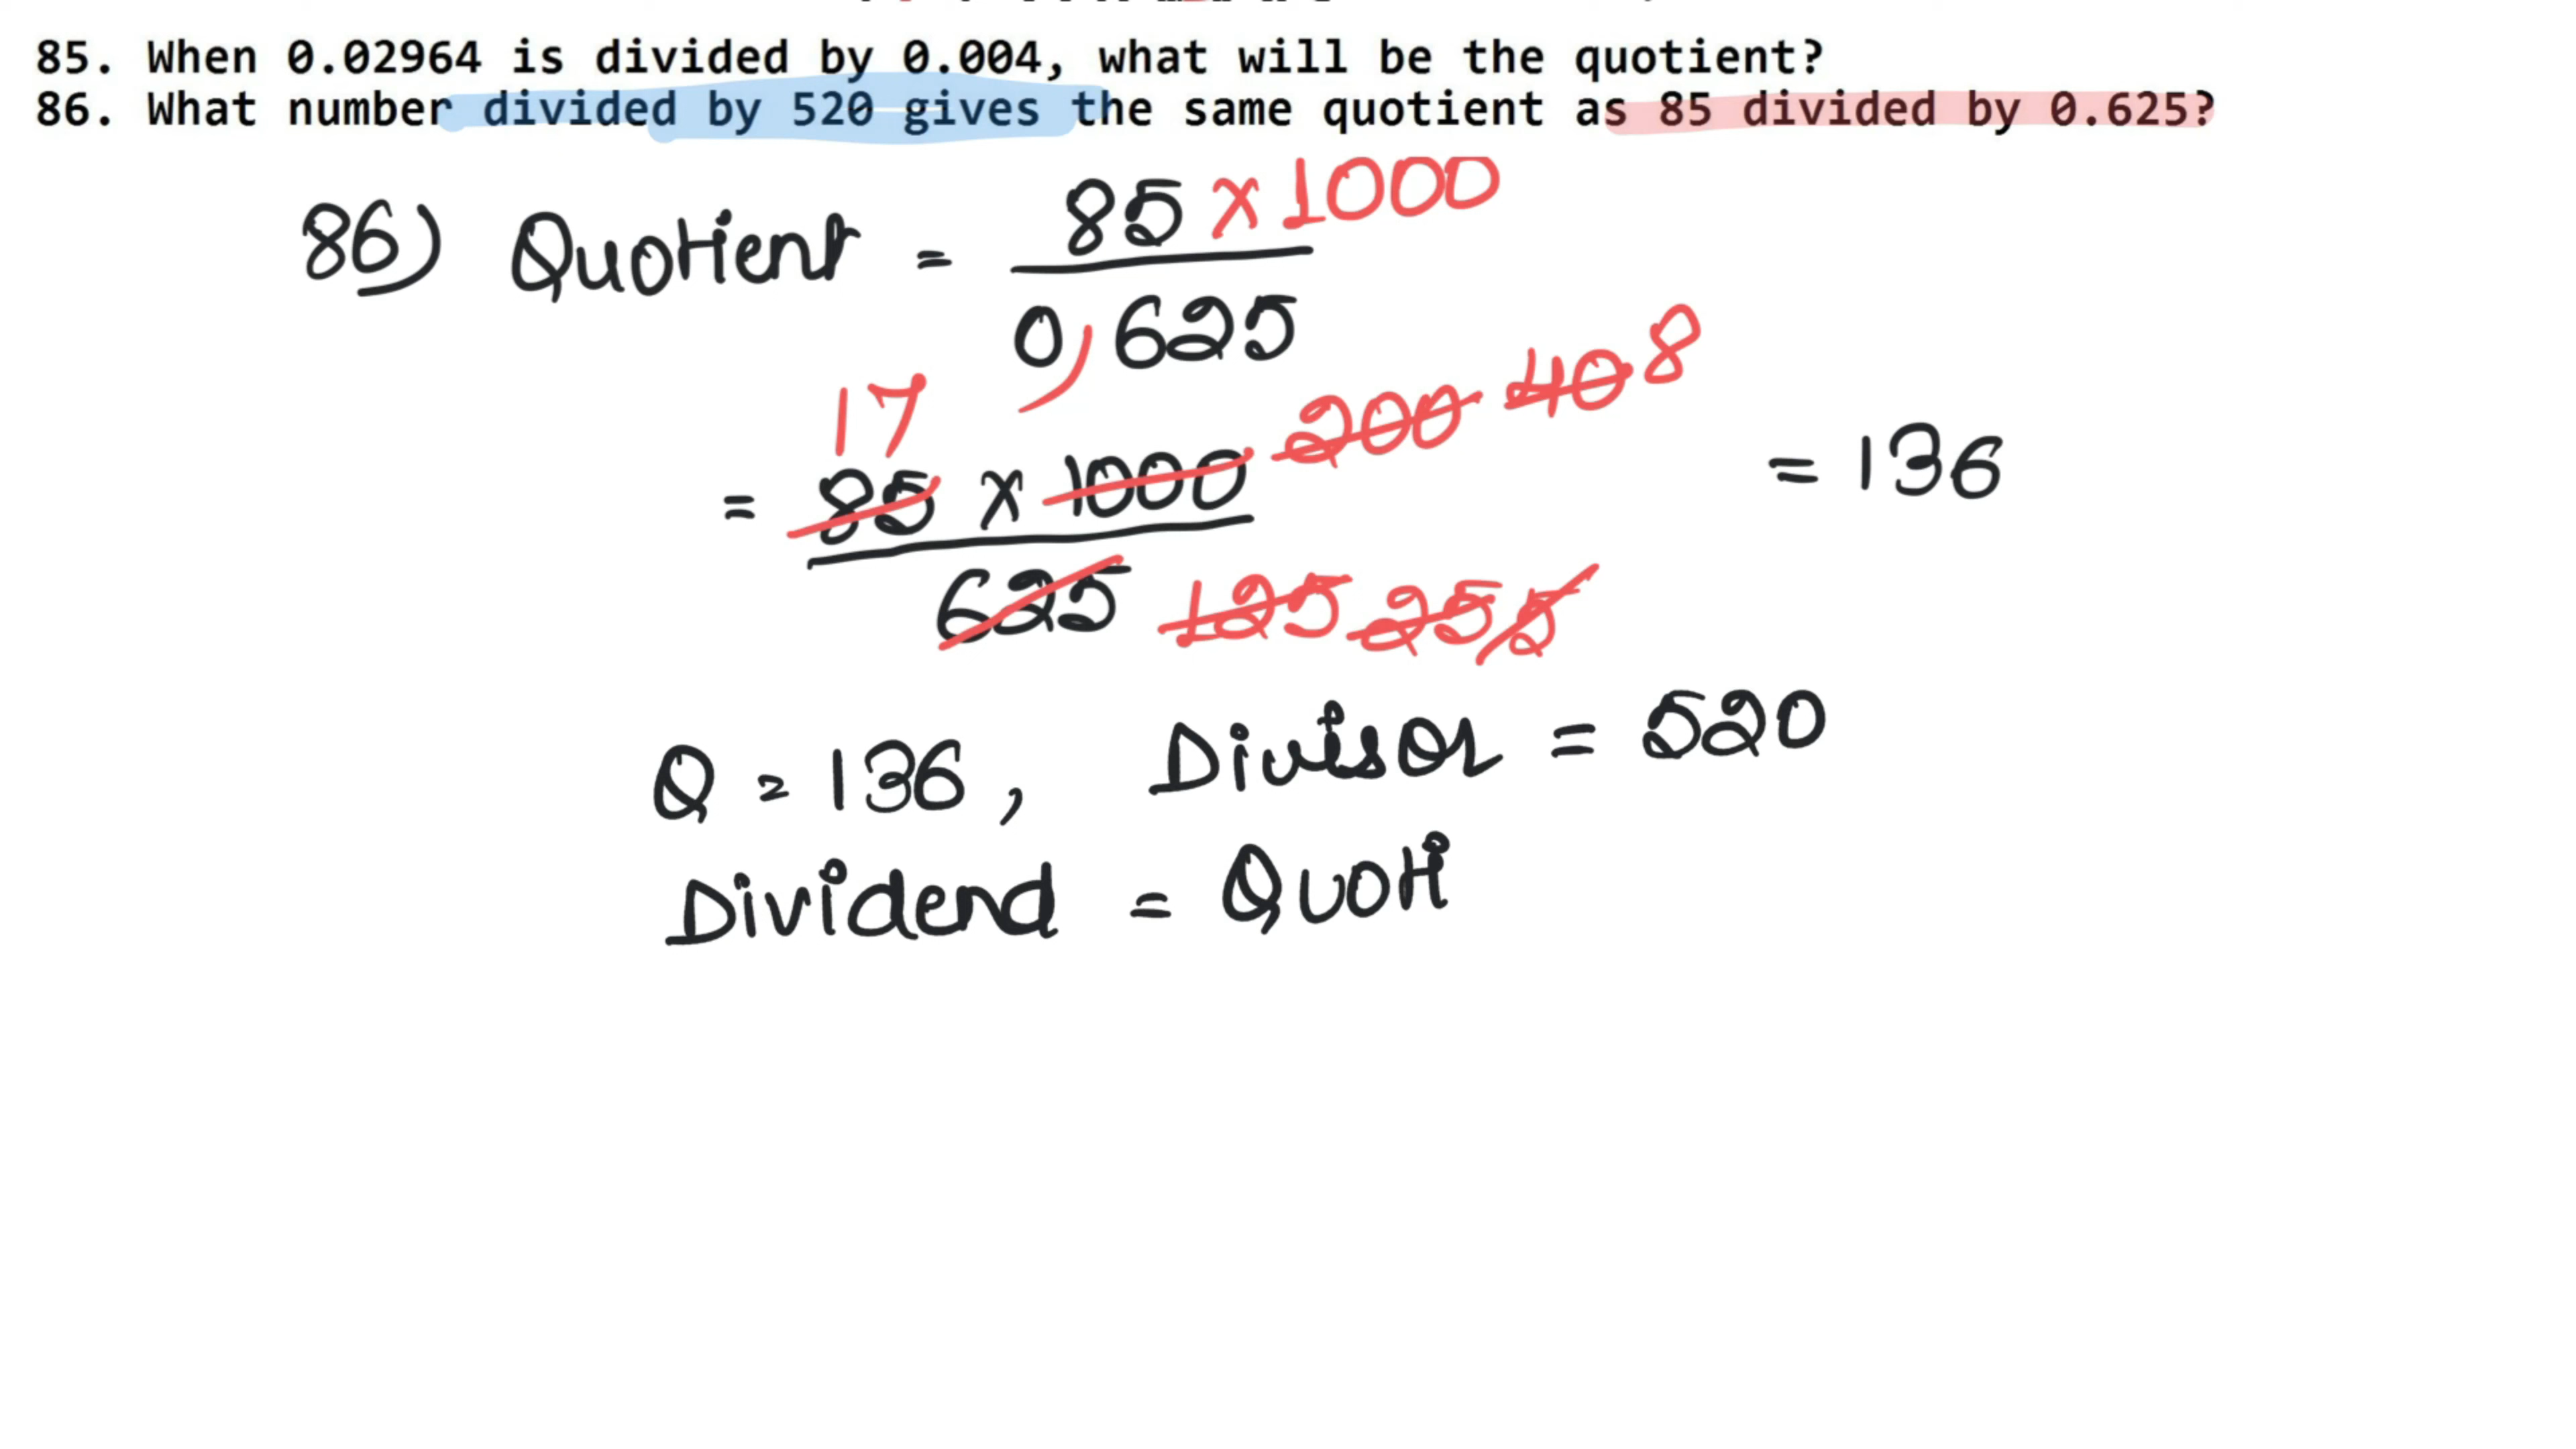 85. When 0.02964 is divided by 0.004, what will be the quotient?
86. What number divided by 520 gives the same quotient as 85 divided by 0.625?
86) Quotient = 85 x 1000
0,625
17
= 85 x 1000 200 40 8
625 125 25 5
= 136
Q = 136, Divisor = 520
Dividend = Quoti